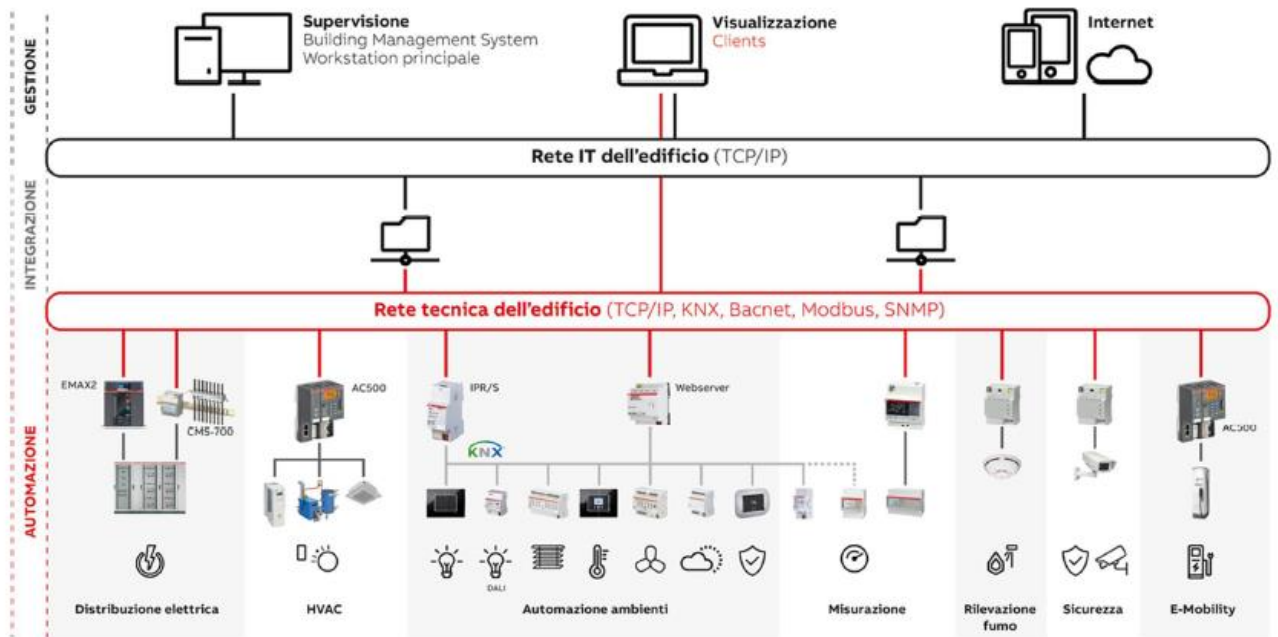 GESTIONE
Supervisione
Building Management System
Workstation principale
Visualizzazione
Clients
Internet
Rete IT dell'edificio (TCP/IP)
INTEGRAZIONE
Rete tecnica dell'edificio (TCP/IP, KNX, Bacnet, Modbus, SNMP)
AUTOMAZIONE
EMAX2
CMS-700
AC500
IPR/S
Webserver
AC500
KNX
DALI
Distribuzione elettrica
HVAC
Automazione ambienti
Misurazione
Rilevazione
fumo
Sicurezza
E-Mobility